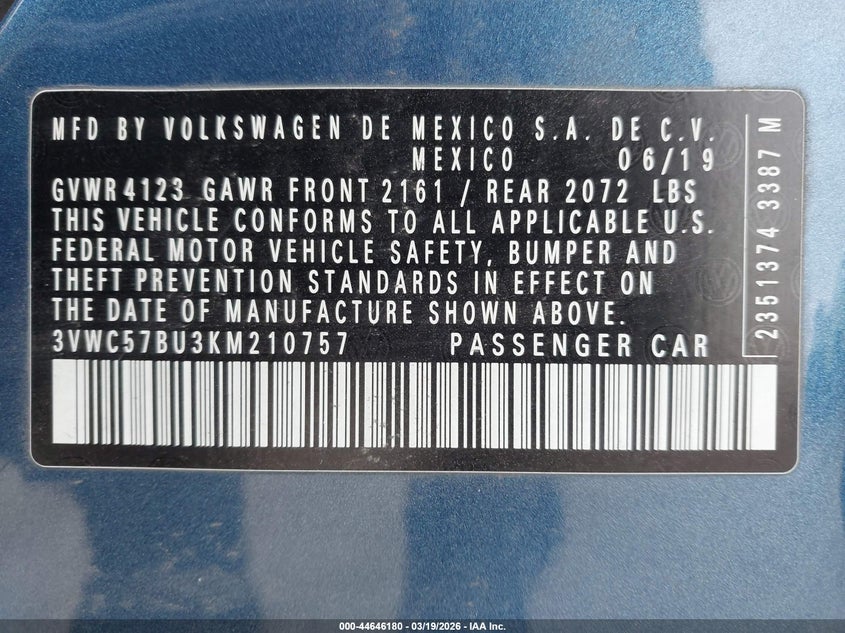 MFD BY VOLKSWAGEN DE MEXICO S.A. DE C.V.
MEXICO 06/19
GVWR 4123 GAWR FRONT 2161 / REAR 2072 LBS
THIS VEHICLE CONFORMS TO ALL APPLICABLE U.S.
FEDERAL MOTOR VEHICLE SAFETY, BUMPER AND
THEFT PREVENTION STANDARDS IN EFFECT ON
THE DATE OF MANUFACTURE SHOWN ABOVE.
3VWC57BU3KM210757 PASSENGER CAR
2351374 3387 M
000-44646180 | 03/19/2026 - IAA Inc.